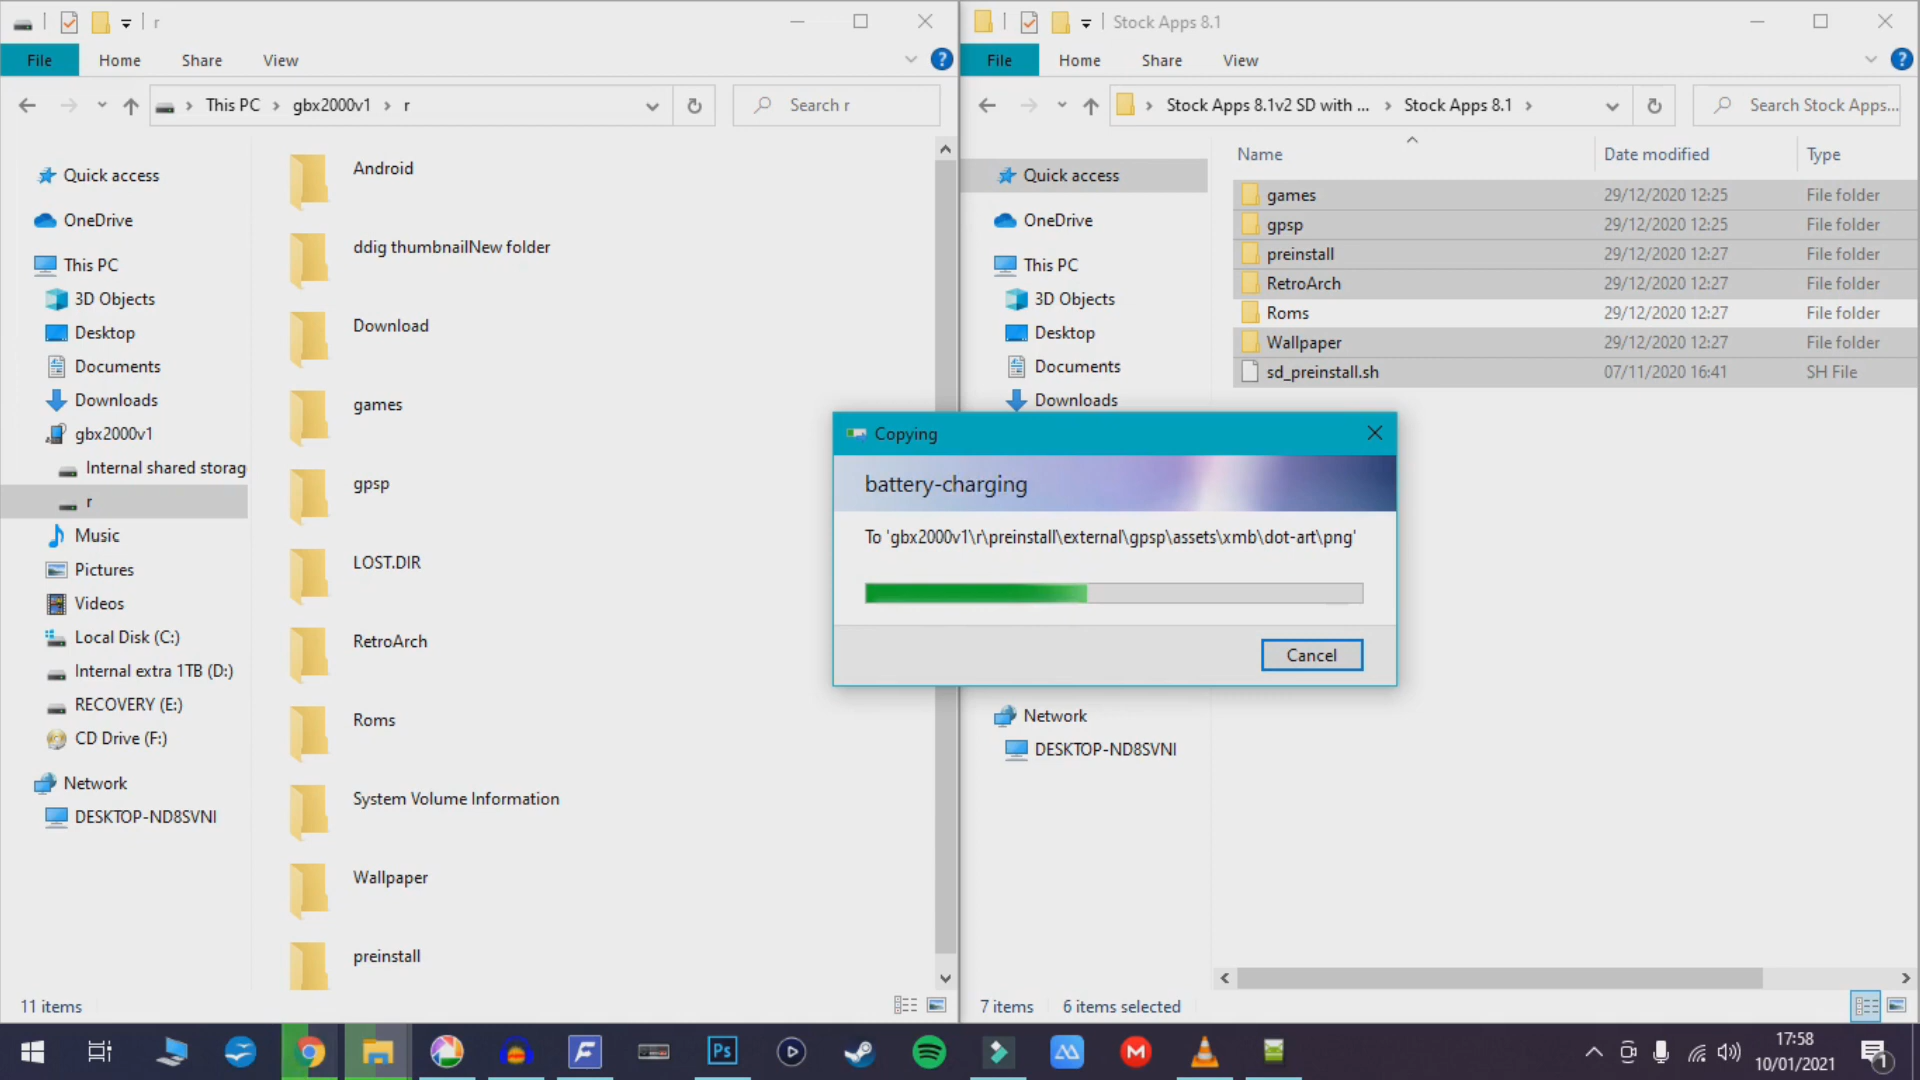 r
File
Home
Share
View
This PC
gbx2000v1
r
Search r
Quick access
OneDrive
This PC
3D Objects
Desktop
Documents
Downloads
gbx2000v1
Internal shared storag
r
Music
Pictures
Videos
Local Disk (C:)
Internal extra 1TB (D:)
RECOVERY (E:)
CD Drive (F:)
Network
DESKTOP-ND8SVNI
Android
ddig thumbnailNew folder
Download
games
gpsp
LOST.DIR
RetroArch
Roms
System Volume Information
Wallpaper
preinstall
11 items
Stock Apps 8.1
File
Home
Share
View
Stock Apps 8.1v2 SD with ...
Stock Apps 8.1
Search Stock Apps...
Quick access
OneDrive
This PC
3D Objects
Desktop
Documents
Downloads
Network
DESKTOP-ND8SVNI
Name Date modified Type
games 29/12/2020 12:25 File folder
gpsp 29/12/2020 12:25 File folder
preinstall 29/12/2020 12:27 File folder
RetroArch 29/12/2020 12:27 File folder
Roms 29/12/2020 12:27 File folder
Wallpaper 29/12/2020 12:27 File folder
sd_preinstall.sh 07/11/2020 16:41 SH File
Copying
battery-charging
To 'gbx2000v1\r\preinstall\external\gpsp\assets\xmb\dot-art\png'
Cancel
7 items 6 items selected
Ps
17:58
10/01/2021
1